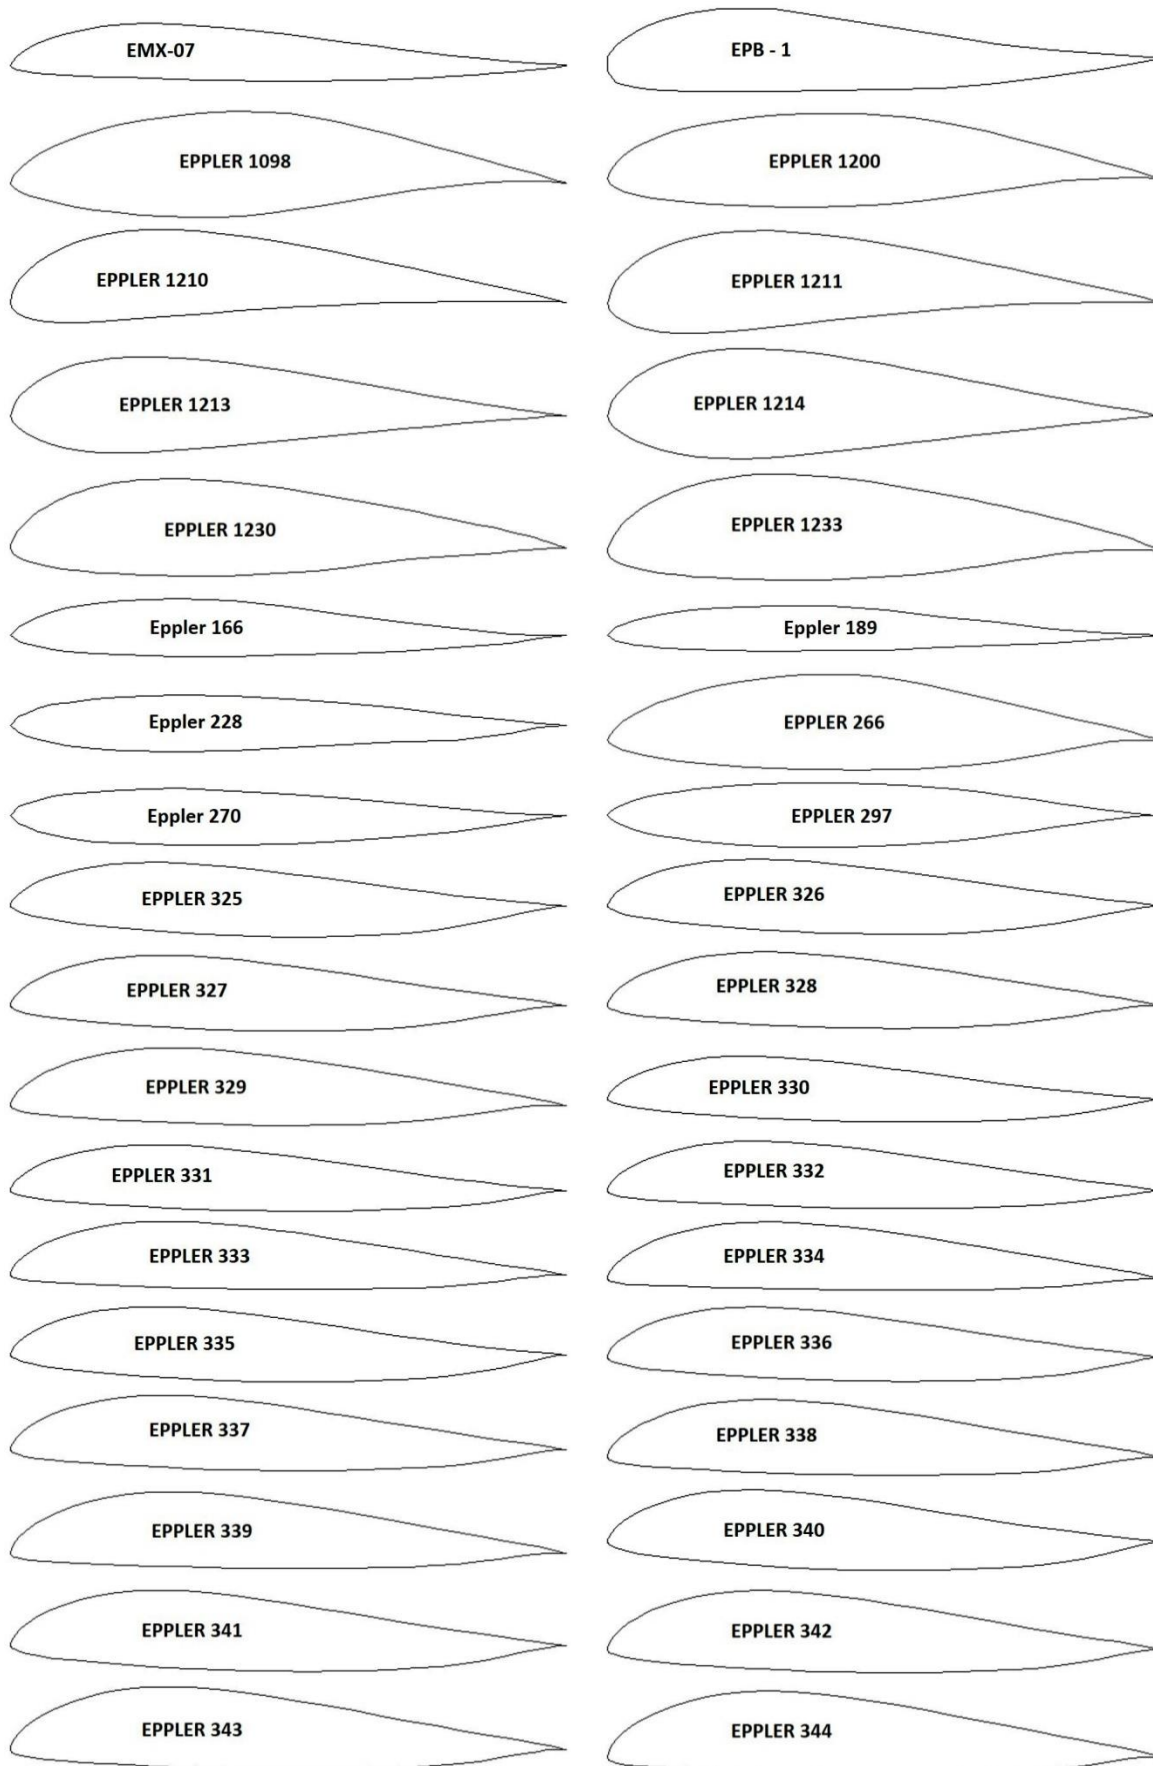 EMX-07
EPB - 1
EPPLER 1098
EPPLER 1200
EPPLER 1210
EPPLER 1211
EPPLER 1213
EPPLER 1214
EPPLER 1230
EPPLER 1233
Eppler 166
Eppler 189
Eppler 228
EPPLER 266
Eppler 270
EPPLER 297
EPPLER 325
EPPLER 326
EPPLER 327
EPPLER 328
EPPLER 329
EPPLER 330
EPPLER 331
EPPLER 332
EPPLER 333
EPPLER 334
EPPLER 335
EPPLER 336
EPPLER 337
EPPLER 338
EPPLER 339
EPPLER 340
EPPLER 341
EPPLER 342
EPPLER 343
EPPLER 344